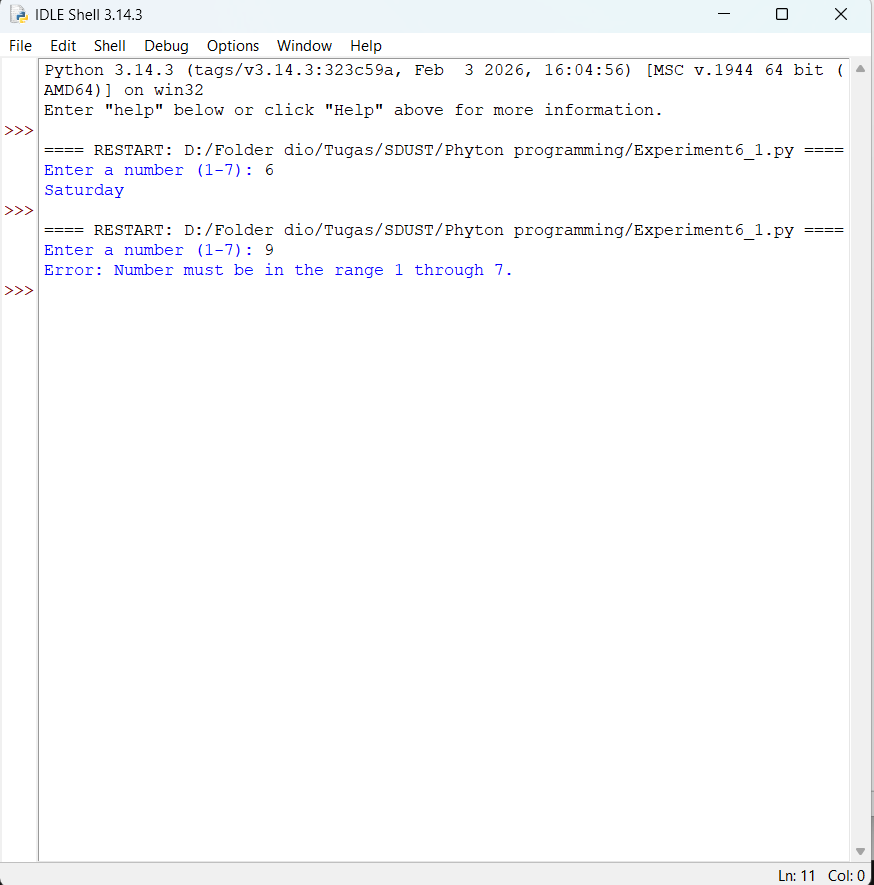 IDLE Shell 3.14.3
File Edit Shell Debug Options Window Help
Python 3.14.3 (tags/v3.14.3:323c59a, Feb  3 2026, 16:04:56) [MSC v.1944 64 bit (
AMD64)] on win32
Enter "help" below or click "Help" above for more information.
>>>
==== RESTART: D:/Folder dio/Tugas/SDUST/Phyton programming/Experiment6_1.py ====
Enter a number (1-7): 6
Saturday
>>>
==== RESTART: D:/Folder dio/Tugas/SDUST/Phyton programming/Experiment6_1.py ====
Enter a number (1-7): 9
Error: Number must be in the range 1 through 7.
>>>
Ln: 11 Col: 0